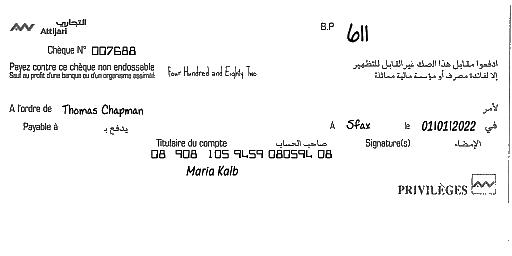 التجاري
Attijari
B.P 611
Chèque N° 007688
Payez contre ce chèque non endossable
Sauf au profit d'une banque ou d'un organisme assimilé
Four Hundred and Eighty Two
ادفعوا مقابل هذا الصك غير القابل للتظهير
إلا لفائدة مصرف أو مؤسسة مالية مماثلة
A l'ordre de Thomas Chapman لأمر
Payable à يدفع بـ A Sfax le 01/01/2022 في
Titulaire du compte صاحب الحساب Signature(s) الإمضاء
08 908 105 9459 080594 08
Maria Kalb
PRIVILÈGES